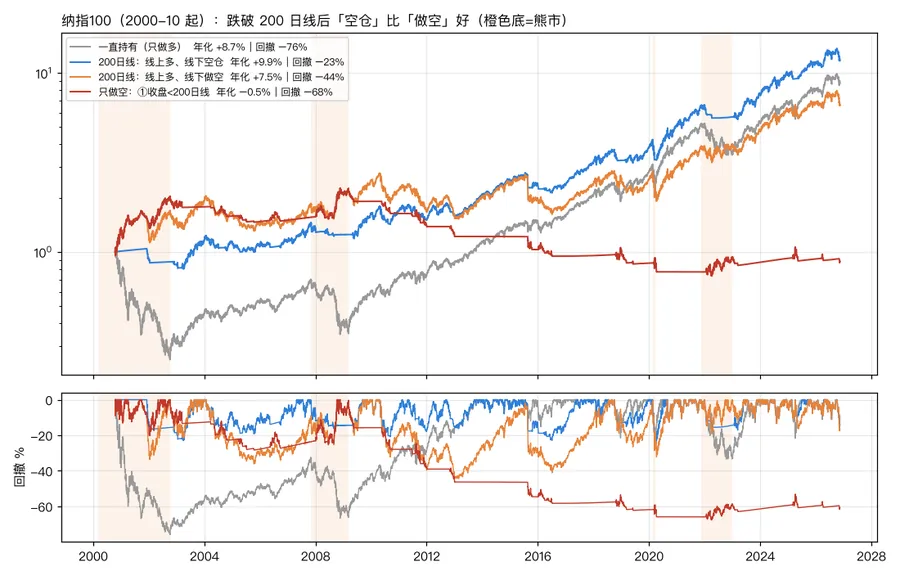 纳指100（2000-10 起）：跌破 200 日线后「空仓」比「做空」好（橙色底=熊市）
一直持有（只做多） 年化 +8.7% | 回撤 −76%
200日线：线上多、线下空仓 年化 +9.9% | 回撤 −23%
200日线：线上多、线下做空 年化 +7.5% | 回撤 −44%
只做空：①收盘<200日线 年化 −0.5% | 回撤 −68%
10¹
10⁰
0
−20
−40
−60
回撤 %
2000 2004 2008 2012 2016 2020 2024 2028